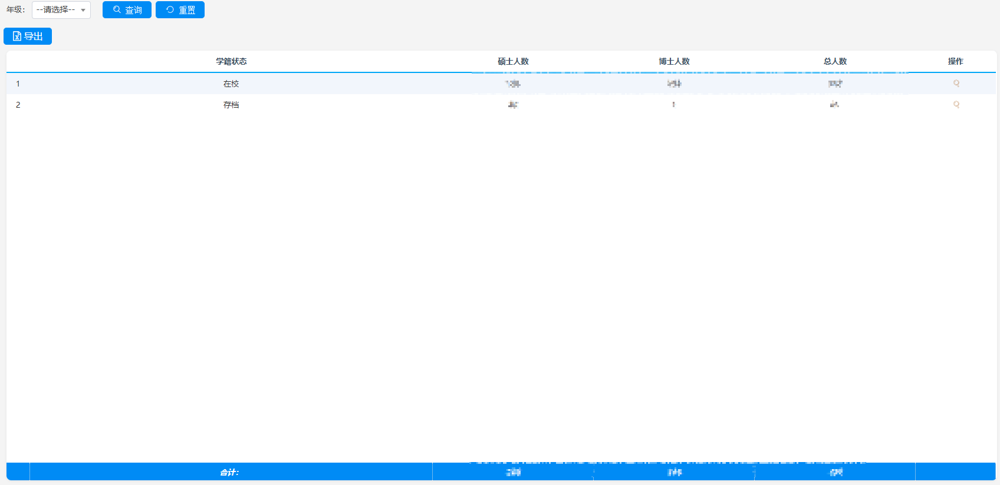 年级： --请选择-- 查询 重置
导出
学籍状态 硕士人数 博士人数 总人数 操作
1 在校
2 存档
合计：